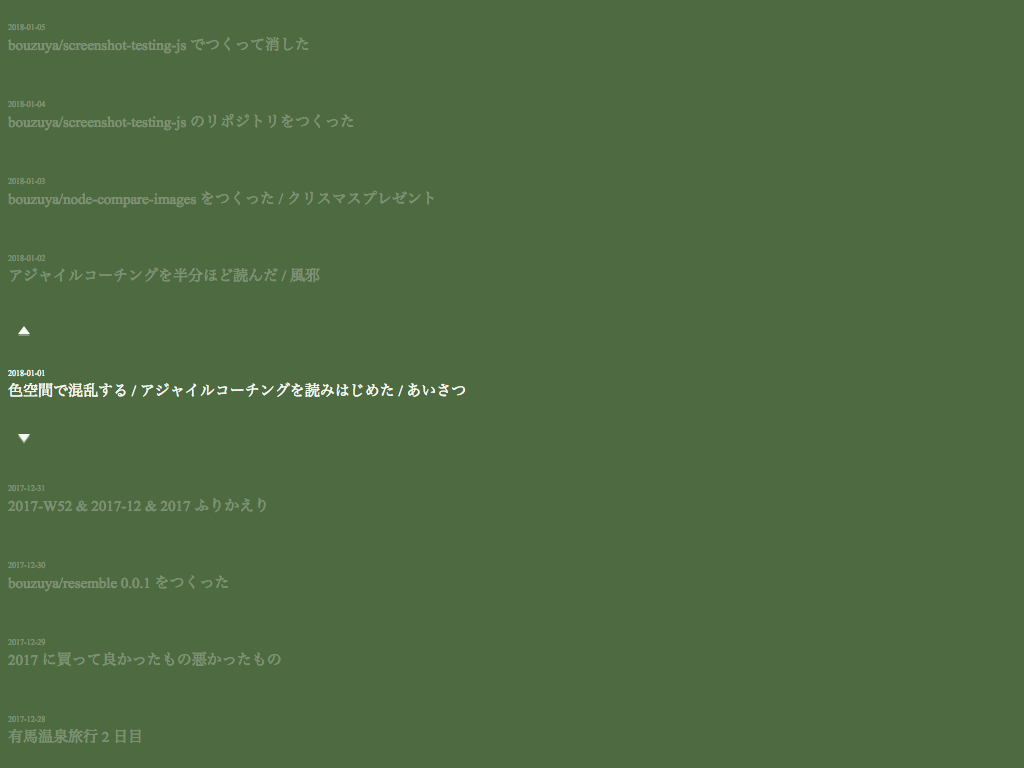 2018-01-05
bouzuya/screenshot-testing-js でつくって消した
2018-01-04
bouzuya/screenshot-testing-js のリポジトリをつくった
2018-01-03
bouzuya/node-compare-images をつくった / クリスマスプレゼント
2018-01-02
アジャイルコーチングを半分ほど読んだ / 風邪
2018-01-01
色空間で混乱する / アジャイルコーチングを読みはじめた / あいさつ
2017-12-31
2017-W52 & 2017-12 & 2017 ふりかえり
2017-12-30
bouzuya/resemble 0.0.1 をつくった
2017-12-29
2017 に買って良かったもの悪かったもの
2017-12-28
有馬温泉旅行 2 日目